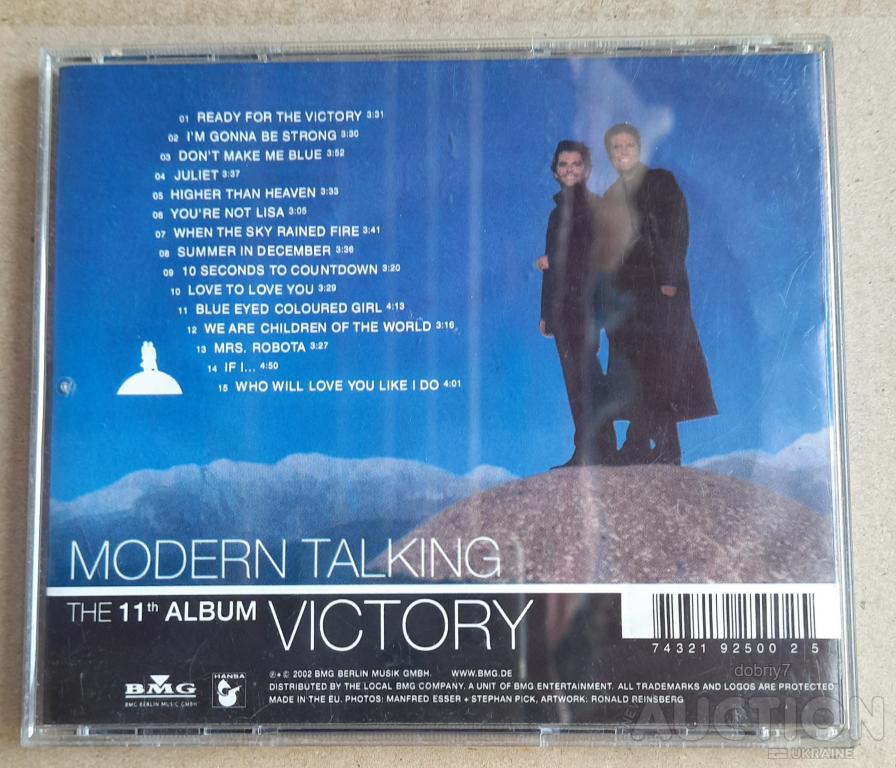 01 READY FOR THE VICTORY 3:31
02 I'M GONNA BE STRONG 3:30
03 DON'T MAKE ME BLUE 3:52
04 JULIET 3:37
05 HIGHER THAN HEAVEN 3:33
06 YOU'RE NOT LISA 3:05
07 WHEN THE SKY RAINED FIRE 3:41
08 SUMMER IN DECEMBER 3:36
09 10 SECONDS TO COUNTDOWN 3:20
10 LOVE TO LOVE YOU 3:29
11 BLUE EYED COLOURED GIRL 4:13
12 WE ARE CHILDREN OF THE WORLD 3:16
13 MRS. ROBOTA 3:27
14 IF I... 4:50
15 WHO WILL LOVE YOU LIKE I DO 4:01
MODERN TALKING
THE 11th ALBUM VICTORY
74321 92500 2 5
BMG
BMG BERLIN MUSIC GMBH
HANSA
℗+© 2002 BMG BERLIN MUSIK GMBH. WWW.BMG.DE
DISTRIBUTED BY THE LOCAL BMG COMPANY. A UNIT OF BMG ENTERTAINMENT. ALL TRADEMARKS AND LOGOS ARE PROTECTED
MADE IN THE EU. PHOTOS: MANFRED ESSER + STEPHAN PICK, ARTWORK: RONALD REINSBERG
dobriy7
AUCTION
UKRAINE